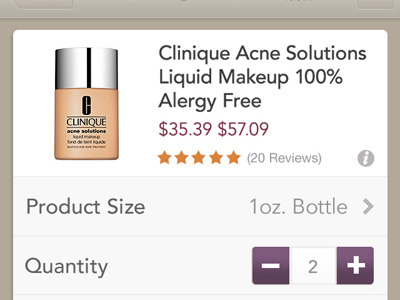 Clinique Acne Solutions
Liquid Makeup 100%
Alergy Free
$35.39 $57.09
(20 Reviews)
C
CLINIQUE
acne solutions
liquid makeup
fond de teint liquide
Product Size
1oz. Bottle
Quantity
2